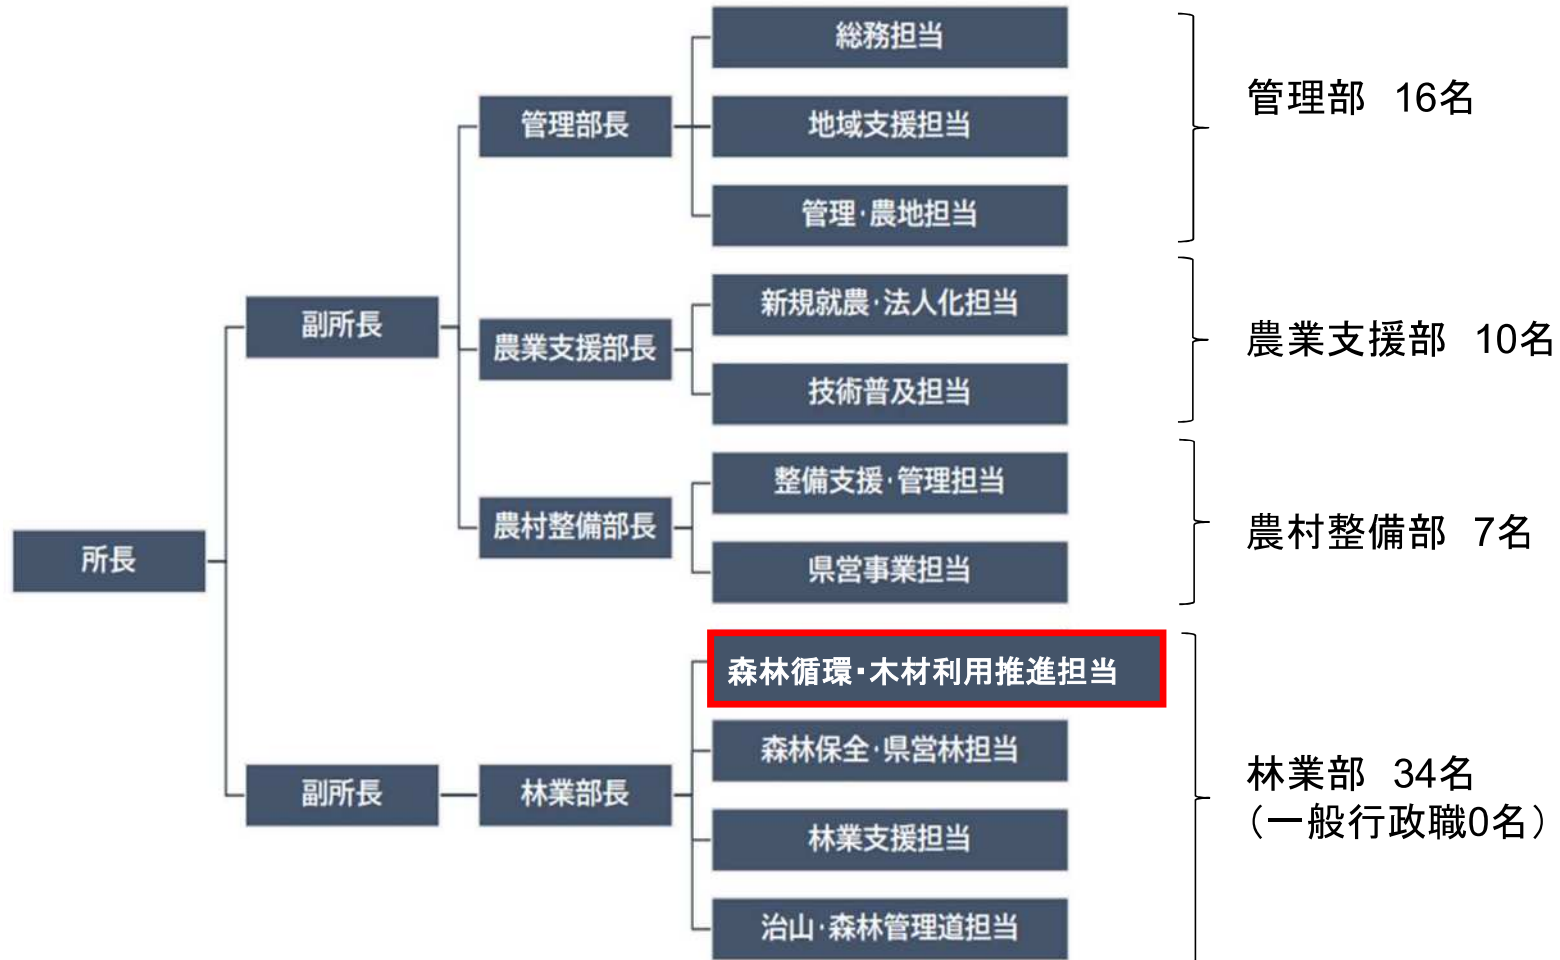 総務担当
管理部長
地域支援担当
管理・農地担当
管理部　16名
副所長
新規就農・法人化担当
農業支援部長
技術普及担当
農業支援部　10名
整備支援・管理担当
農村整備部長
県営事業担当
農村整備部　7名
所長
森林循環・木材利用推進担当
森林保全・県営林担当
副所長
林業部長
林業支援担当
治山・森林管理道担当
林業部　34名
（一般行政職0名）